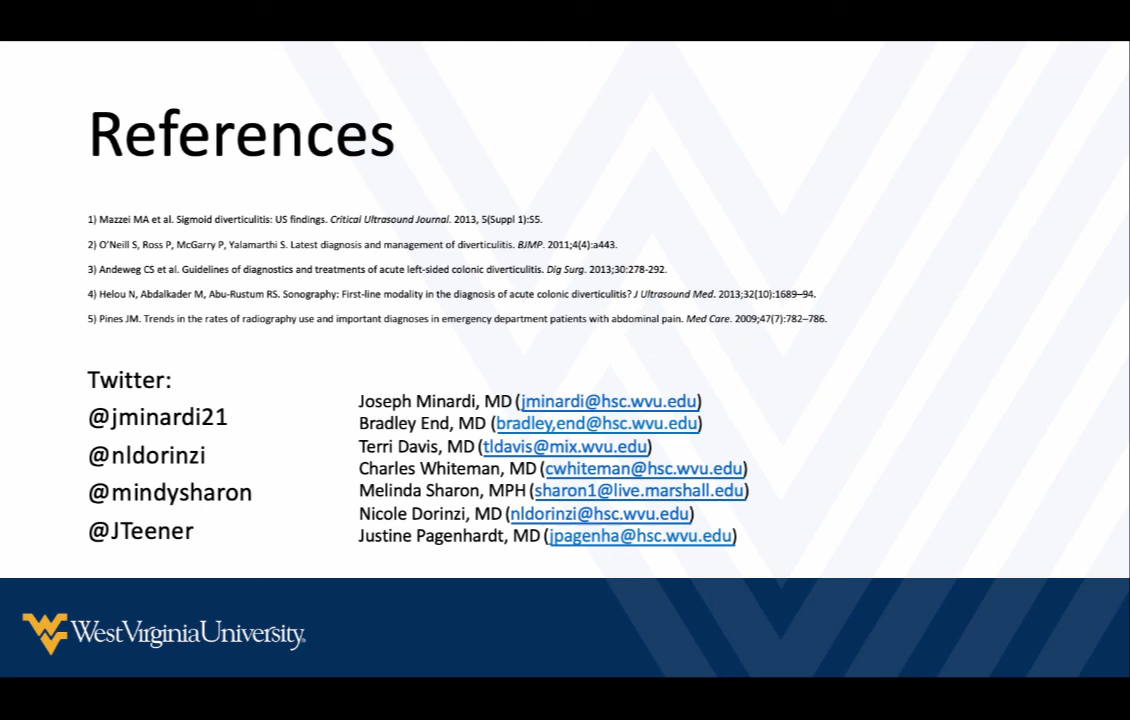 References
1) Mazzei MA et al. Sigmoid diverticulitis: US findings. Critical Ultrasound Journal. 2013, 5(Suppl 1):S5.
2) O'Neill S, Ross P, McGarry P, Yalamarthi S. Latest diagnosis and management of diverticulitis. BJMP. 2011;4(4):a443.
3) Andeweg CS et al. Guidelines of diagnostics and treatments of acute left-sided colonic diverticulitis. Dig Surg. 2013;30:278-292.
4) Helou N, Abdalkader M, Abu-Rustum RS. Sonography: First-line modality in the diagnosis of acute colonic diverticulitis? J Ultrasound Med. 2013;32(10):1689–94.
5) Pines JM. Trends in the rates of radiography use and important diagnoses in emergency department patients with abdominal pain. Med Care. 2009;47(7):782–786.
Twitter:
@jminardi21
@nldorinzi
@mindysharon
@JTeener
Joseph Minardi, MD (jminardi@hsc.wvu.edu)
Bradley End, MD (bradley,end@hsc.wvu.edu)
Terri Davis, MD (tldavis@mix.wvu.edu)
Charles Whiteman, MD (cwhiteman@hsc.wvu.edu)
Melinda Sharon, MPH (sharon1@live.marshall.edu)
Nicole Dorinzi, MD (nldorinzi@hsc.wvu.edu)
Justine Pagenhardt, MD (jpagenha@hsc.wvu.edu)
WestVirginiaUniversity.